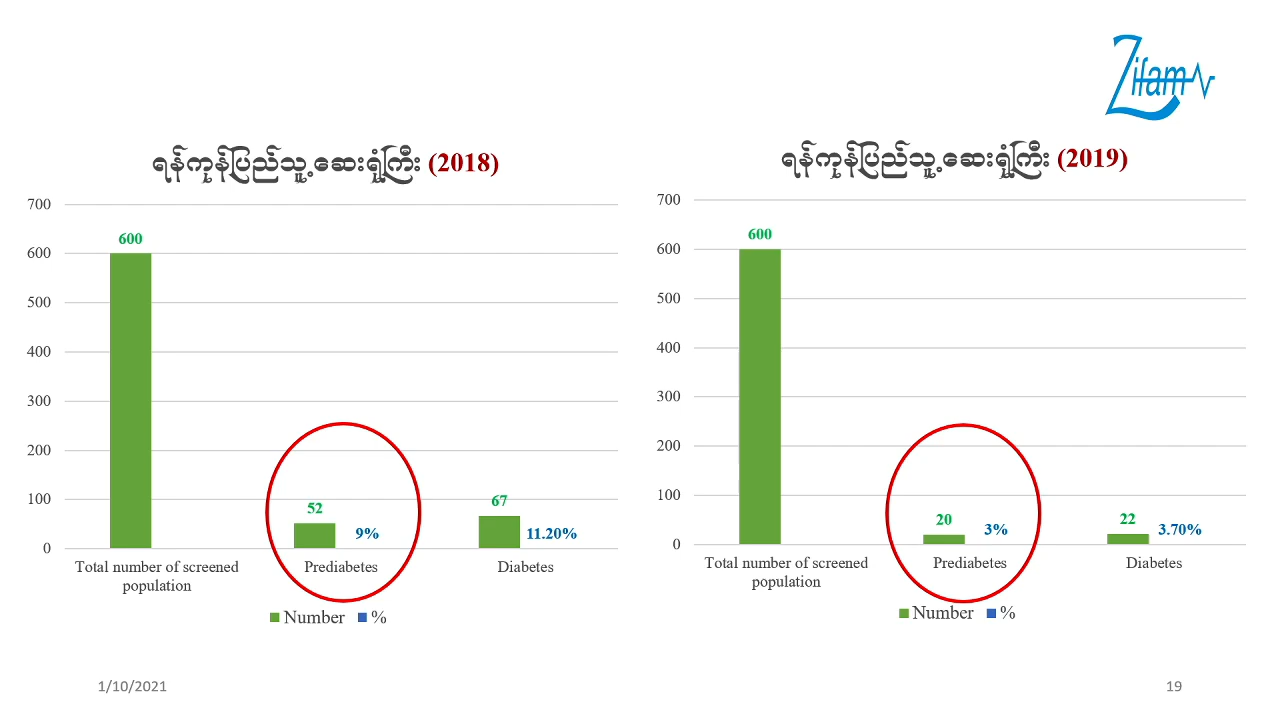 Zifam
ရန်ကုန်ပြည်သူ့ဆေးရုံကြီး (2018)
700
600
500
400
300
200
100
0
600
52
9%
67
11.20%
Total number of screened
population
Prediabetes
Diabetes
Number %
ရန်ကုန်ပြည်သူ့ဆေးရုံကြီး (2019)
700
600
500
400
300
200
100
0
600
20
3%
22
3.70%
Total number of screened
population
Prediabetes
Diabetes
Number %
1/10/2021
19